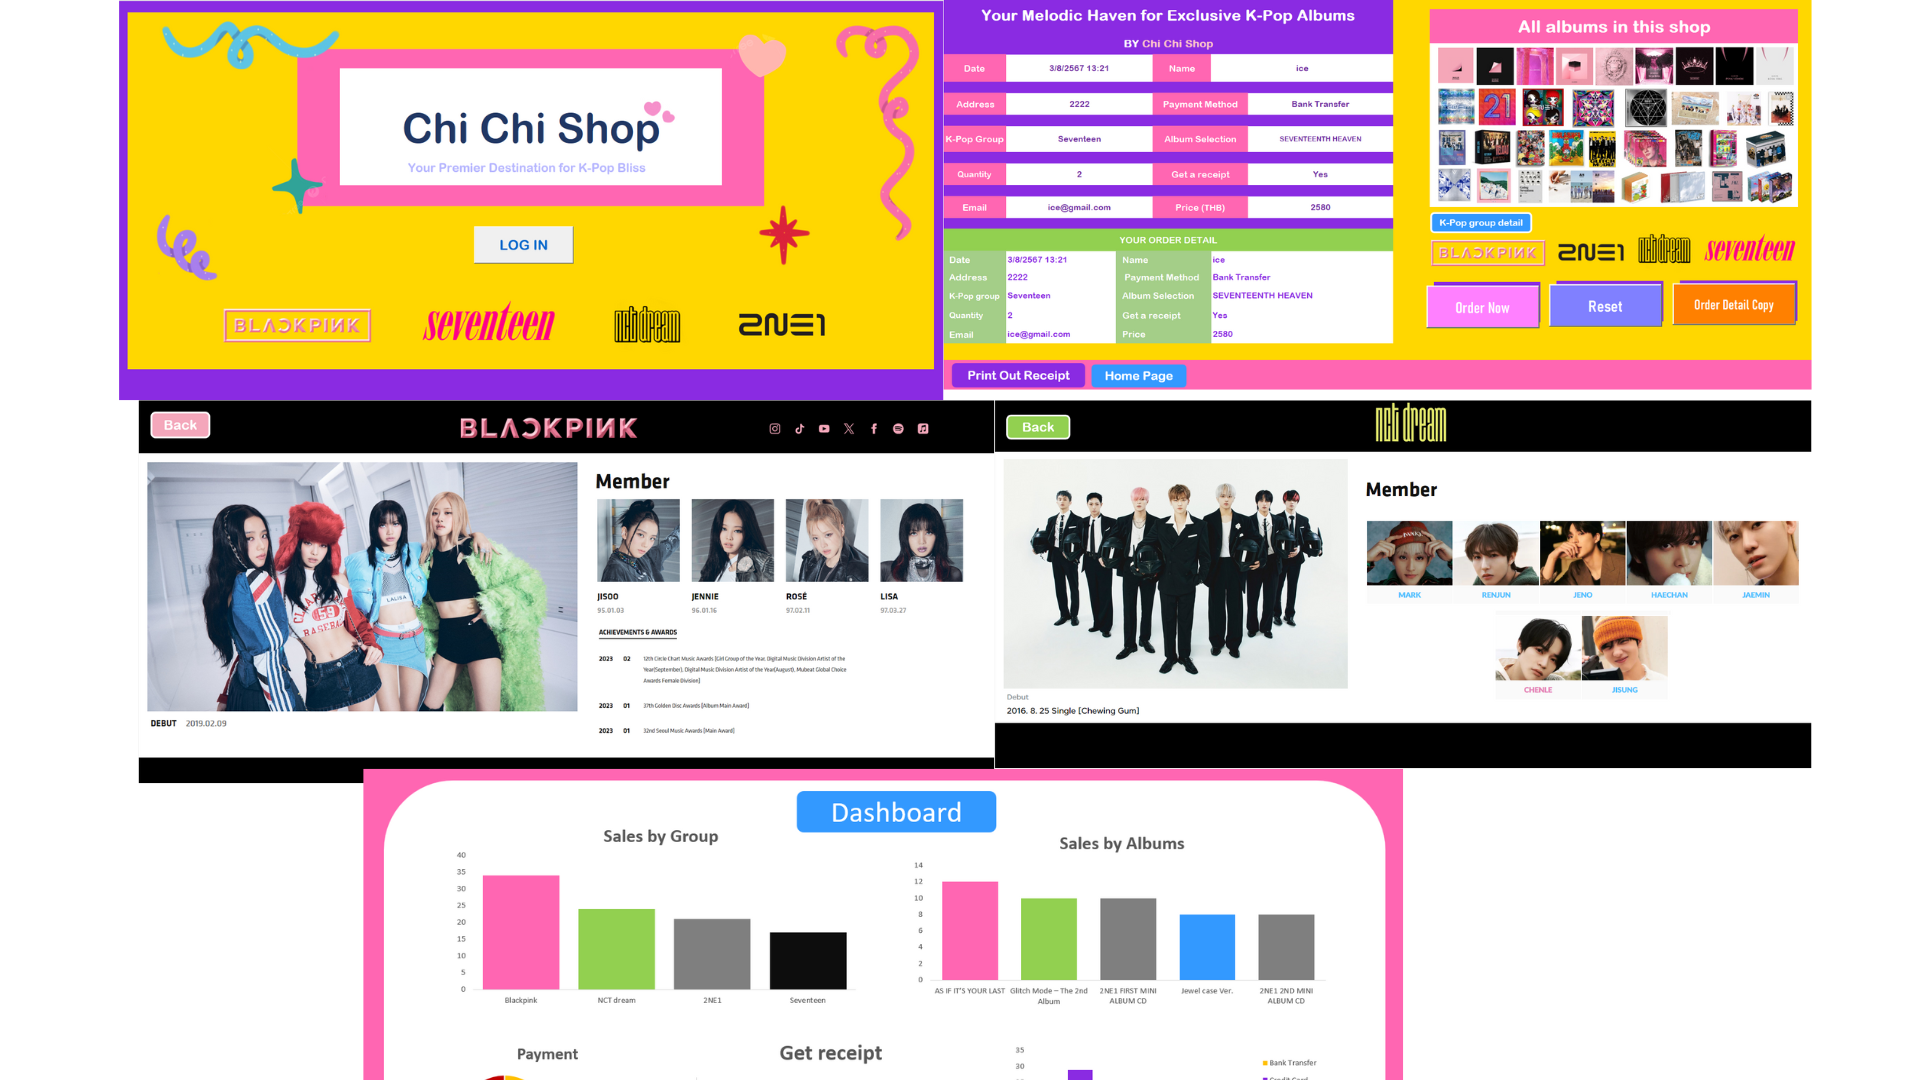 Chi Chi Shop
Your Premier Destination for K-Pop Bliss
LOG IN
BLACKPINK
seventeen
nct dream
2NE1
Your Melodic Haven for Exclusive K-Pop Albums
BY Chi Chi Shop
Date 3/8/2567 13:21 Name ice
Address 2222 Payment Method Bank Transfer
K-Pop Group Seventeen Album Selection SEVENTEENTH HEAVEN
Quantity 2 Get a receipt Yes
Email ice@gmail.com Price (THB) 2580
YOUR ORDER DETAIL
Date 3/8/2567 13:21 Name ice
Address 2222 Payment Method Bank Transfer
K-Pop group Seventeen Album Selection SEVENTEENTH HEAVEN
Quantity 2 Get a receipt Yes
Email ice@gmail.com Price 2580
Print Out Receipt
Home Page
All albums in this shop
21
K-Pop group detail
BLACKPINK
2NE1
nct dream
seventeen
Order Now
Reset
Order Detail Copy
Back
BLACKPINK
LALISA
59
BASEBALL
DEBUT 2019.02.09
Member
JISOO JENNIE ROSÉ LISA
95.01.03 96.01.16 97.02.11 97.03.27
ACHIEVEMENTS & AWARDS
2023 02 12th Circle Chart Music Awards [Girl Group of the Year, Digital Music Division Artist of the
Year(September), Digital Music Division Artist of the Year(August), Mubeat Global Choice
Awards Female Division]
2023 01 37th Golden Disc Awards [Album Main Award]
2023 01 32nd Seoul Music Awards [Main Award]
Back
nct dream
Debut
2016. 8. 25 Single [Chewing Gum]
Member
MARK RENJUN JENO HAECHAN JAEMIN
CHENLE JISUNG
Dashboard
Sales by Group
40
35
30
25
20
15
10
5
0
Blackpink NCT dream 2NE1 Seventeen
Sales by Albums
14
12
10
8
6
4
2
0
AS IF IT'S YOUR LAST Glitch Mode – The 2nd Album 2NE1 FIRST MINI ALBUM CD Jewel case Ver. 2NE1 2ND MINI ALBUM CD
Payment
Get receipt
35
30
Bank Transfer